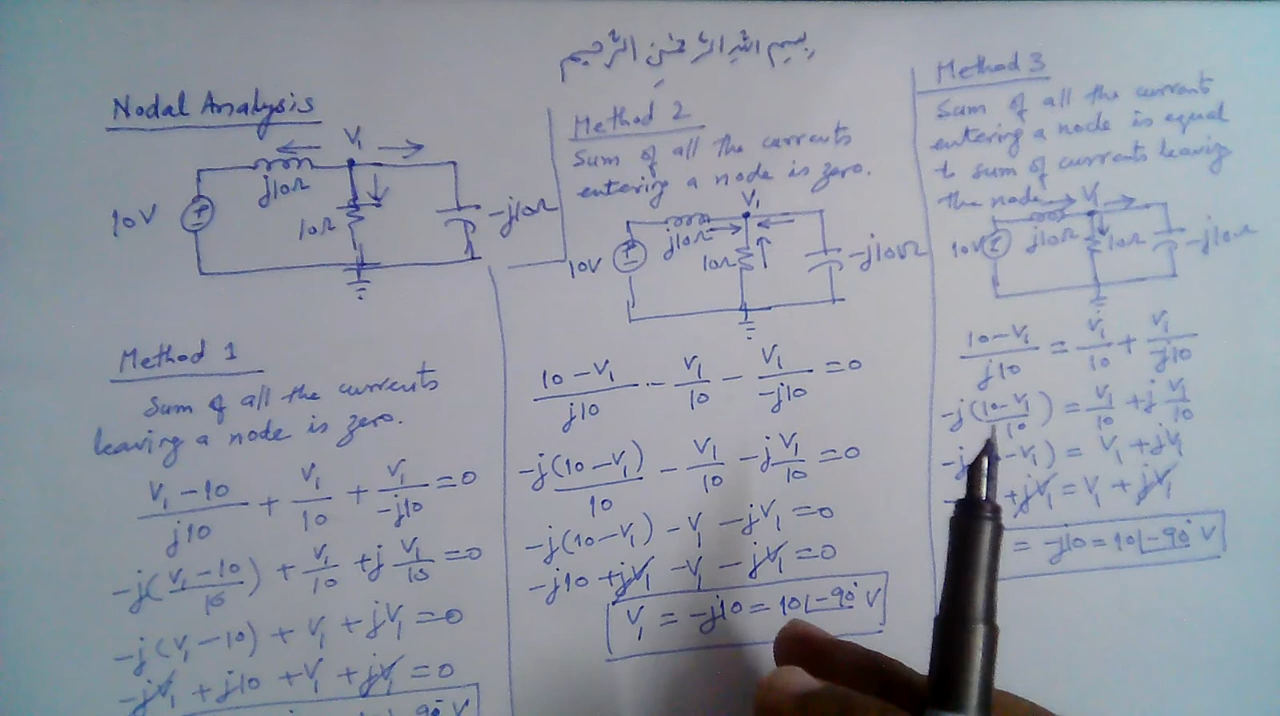 بسم الله الرحمن الرحيم
Nodal Analysis
V₁
j10Ω
10V
10Ω
-j10Ω
Method 1
Sum of all the currents
leaving a node is zero.
(V₁-10)/j10 + V₁/10 + V₁/-j10 = 0
-j((V₁-10)/10) + V₁/10 + j V₁/10 = 0
-j(V₁-10) + V₁ + jV₁ = 0
-jV₁ + j10 + V₁ + jV₁ = 0
Method 2
Sum of all the currents
entering a node is zero.
V₁
j10Ω
10V
10Ω
-j10Ω
(10-V₁)/j10 - V₁/10 - V₁/-j10 = 0
-j(10-V₁)/10 - V₁/10 - j V₁/10 = 0
-j(10-V₁) - V₁ - jV₁ = 0
-j10 + jV₁ - V₁ - jV₁ = 0
V₁ = -j10 = 10∠-90° V
Method 3
Sum of all the currents
entering a node is equal
to sum of currents leaving
the node
V₁
j10Ω
10V
10Ω
-j10Ω
(10-V₁)/j10 = V₁/10 + V₁/-j10
-j((10-V₁)/10) = V₁/10 + j V₁/10
-j -V₁) = V₁ + jV₁
+jV₁ = V₁ + jV₁
= -j10 = 10∠-90° V